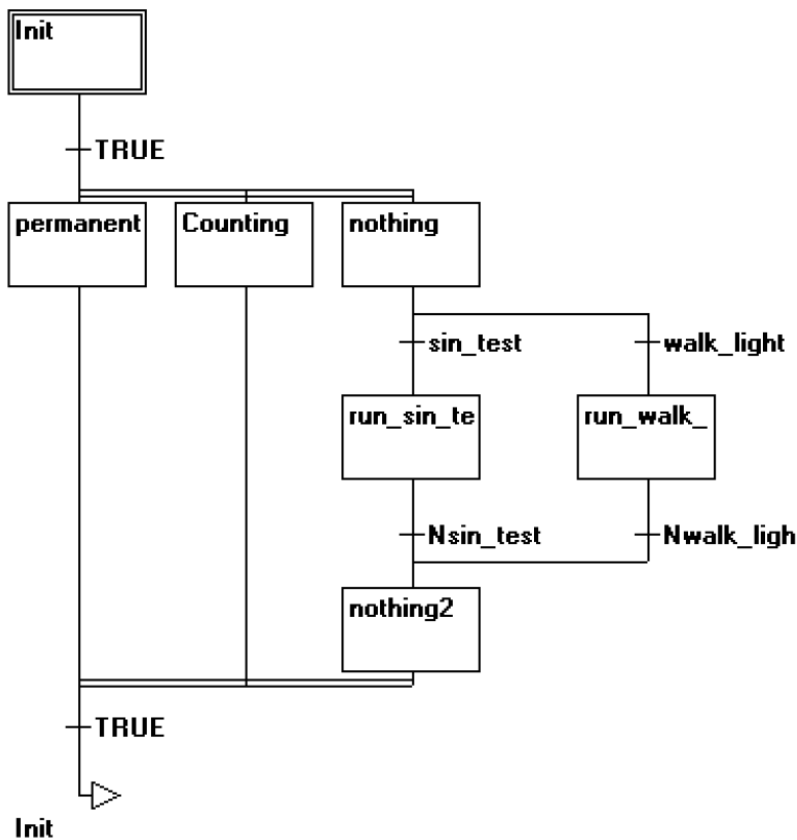 Init
TRUE
permanent
Counting
nothing
sin_test
walk_light
run_sin_te
run_walk_
Nsin_test
Nwalk_ligh
nothing2
TRUE
Init